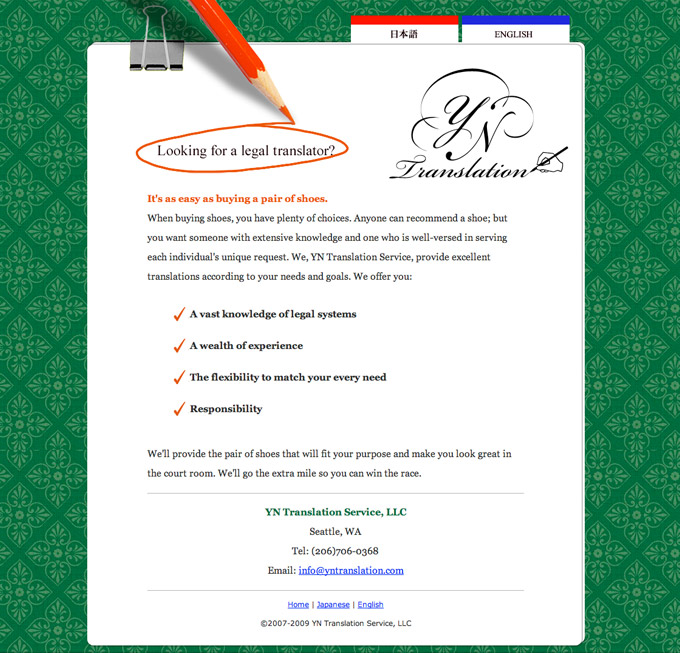 日本語
ENGLISH
YN
Translation
Looking for a legal translator?
It's as easy as buying a pair of shoes.
When buying shoes, you have plenty of choices. Anyone can recommend a shoe; but
you want someone with extensive knowledge and one who is well-versed in serving
each individual's unique request. We, YN Translation Service, provide excellent
translations according to your needs and goals. We offer you:
A vast knowledge of legal systems
A wealth of experience
The flexibility to match your every need
Responsibility
We'll provide the pair of shoes that will fit your purpose and make you look great in
the court room. We'll go the extra mile so you can win the race.
YN Translation Service, LLC
Seattle, WA
Tel: (206)706-0368
Email: info@yntranslation.com
Home | Japanese | English
©2007-2009 YN Translation Service, LLC